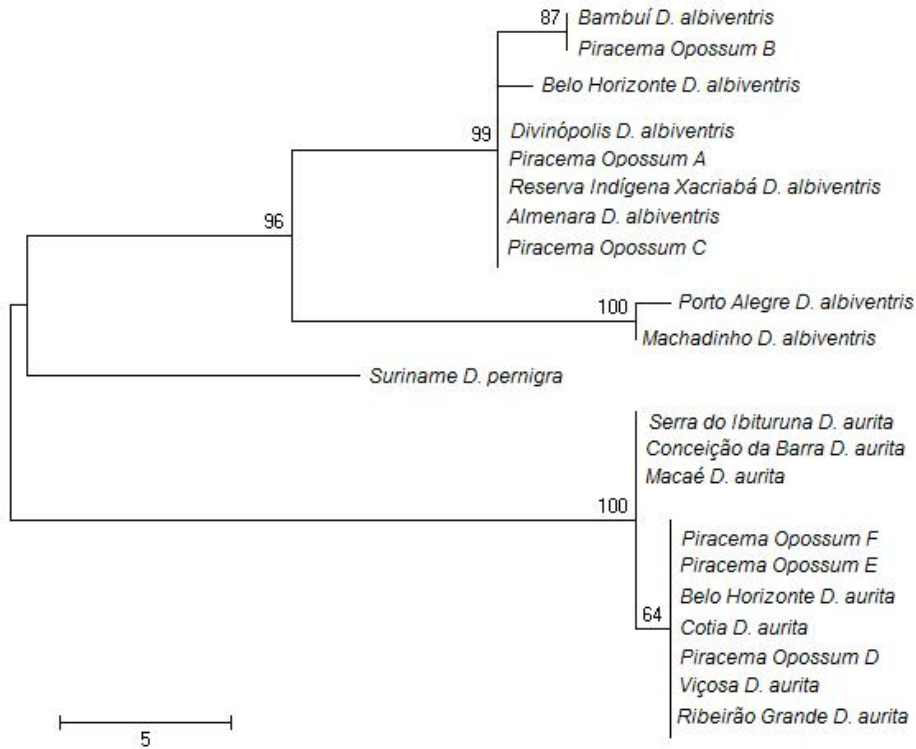 87
Bambuí D. albiventris
Piracema Opossum B
Belo Horizonte D. albiventris
99
Divinópolis D. albiventris
Piracema Opossum A
Reserva Indígena Xacriabá D. albiventris
Almenara D. albiventris
Piracema Opossum C
96
100
Porto Alegre D. albiventris
Machadinho D. albiventris
Suriname D. pernigra
Serra do Ibituruna D. aurita
Conceição da Barra D. aurita
Macaé D. aurita
100
Piracema Opossum F
Piracema Opossum E
Belo Horizonte D. aurita
64
Cotia D. aurita
Piracema Opossum D
Viçosa D. aurita
Ribeirão Grande D. aurita
5